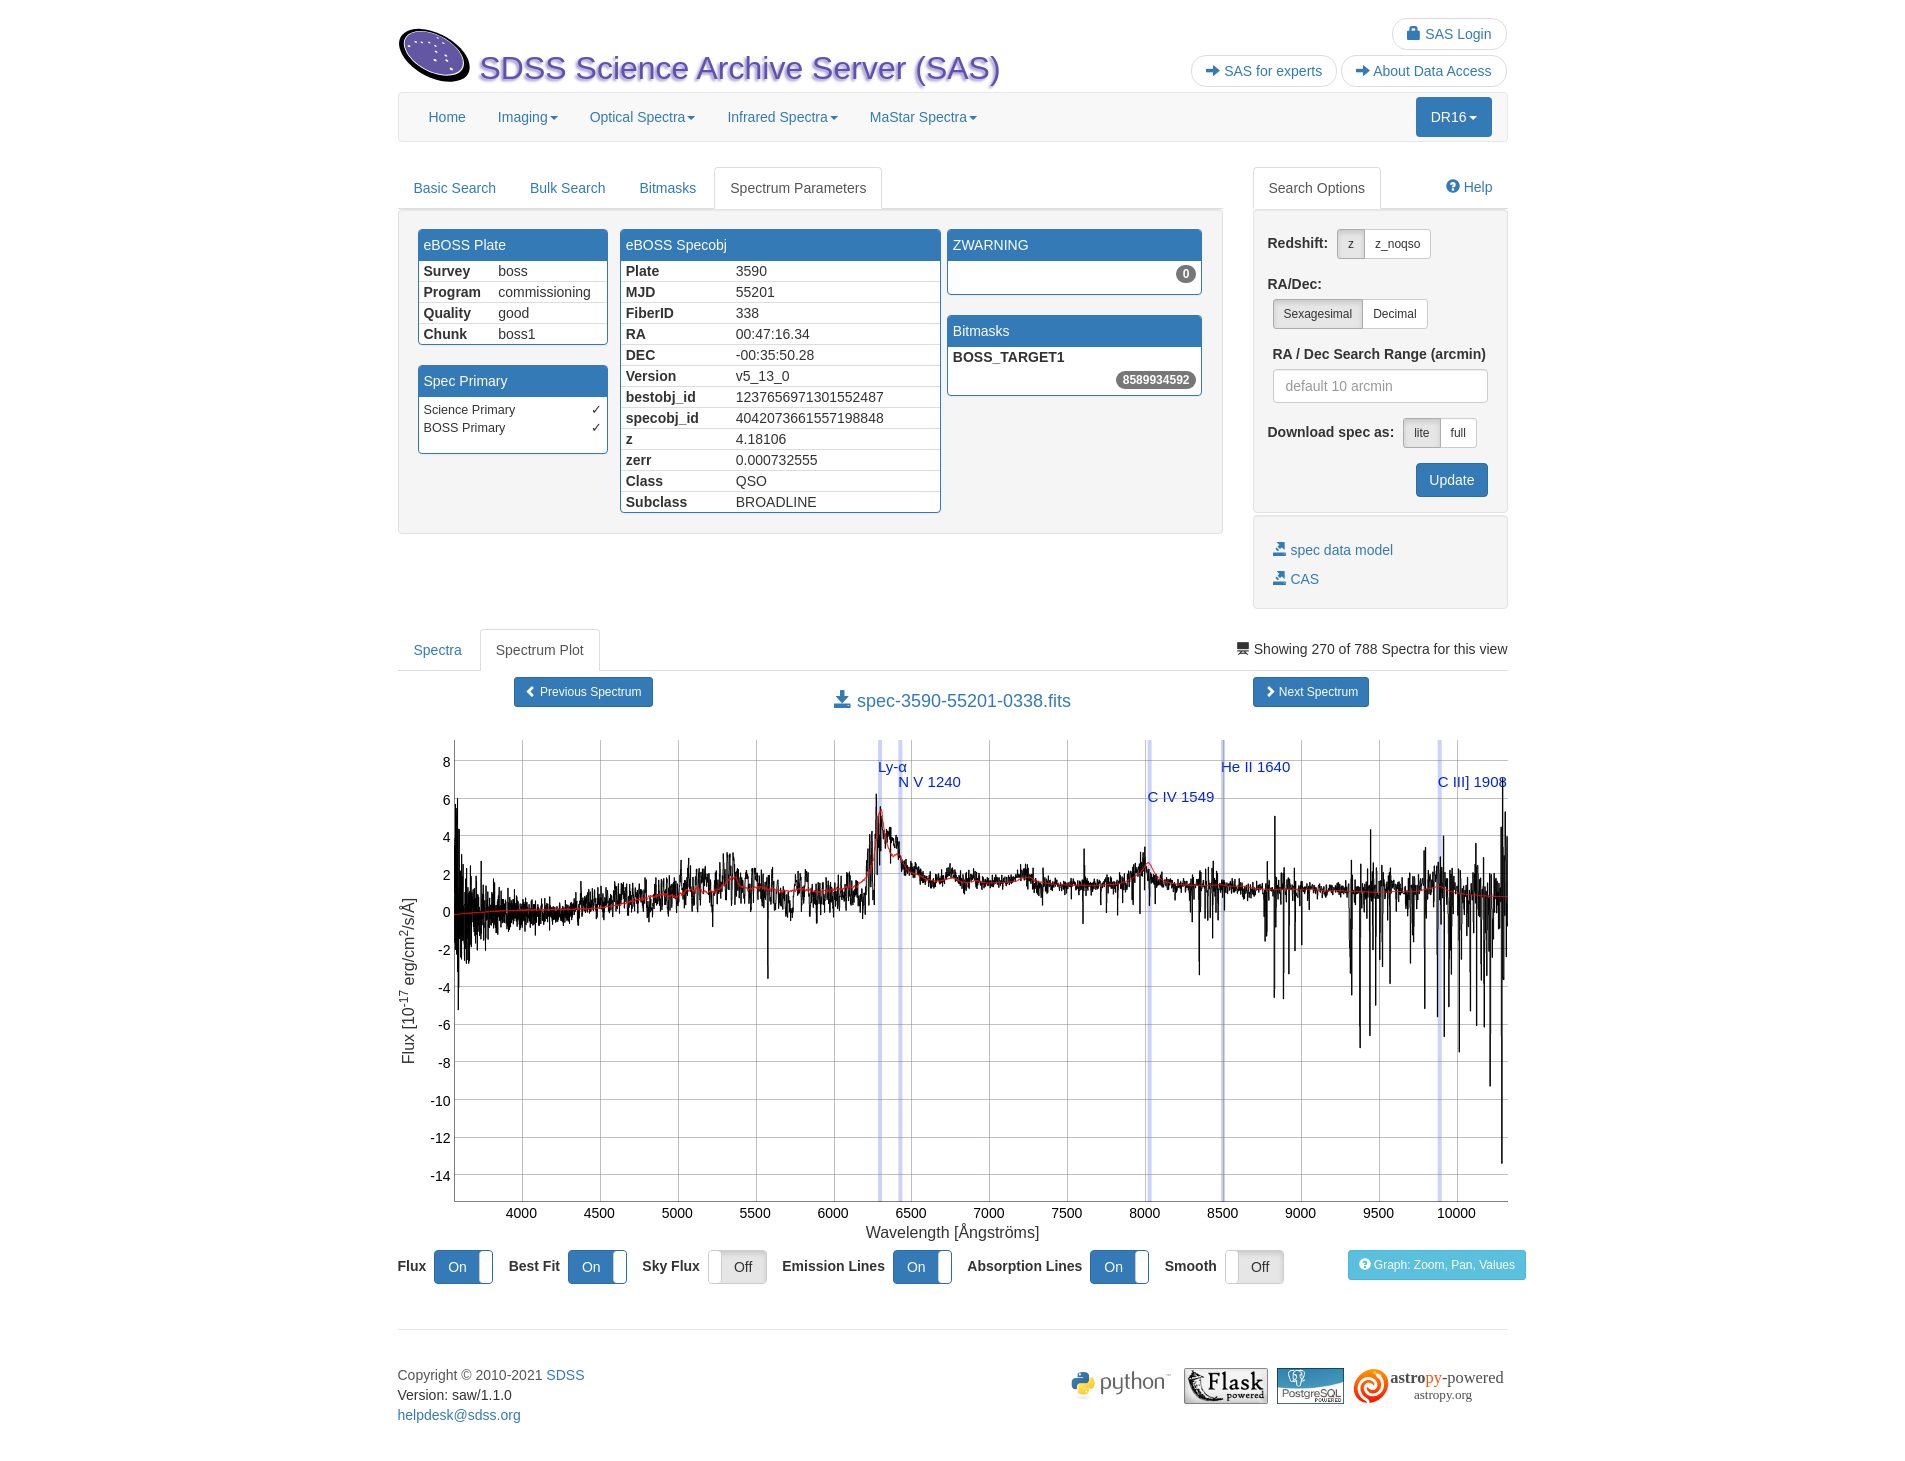 SAS Login
SDSS Science Archive Server (SAS)
SAS for experts
About Data Access
Home
Imaging
Optical Spectra
Infrared Spectra
MaStar Spectra
DR16
Basic Search
Bulk Search
Bitmasks
Spectrum Parameters
Search Options
Help
eBOSS Plate
Survey boss
Program commissioning
Quality good
Chunk boss1
Spec Primary
Science Primary ✓
BOSS Primary ✓
eBOSS Specobj
Plate 3590
MJD 55201
FiberID 338
RA 00:47:16.34
DEC -00:35:50.28
Version v5_13_0
bestobj_id 1237656971301552487
specobj_id 4042073661557198848
z 4.18106
zerr 0.000732555
Class QSO
Subclass BROADLINE
ZWARNING
0
Bitmasks
BOSS_TARGET1
8589934592
Redshift: z z_noqso
RA/Dec:
Sexagesimal Decimal
RA / Dec Search Range (arcmin)
default 10 arcmin
Download spec as: lite full
Update
spec data model
CAS
Spectra
Spectrum Plot
Showing 270 of 788 Spectra for this view
Previous Spectrum
spec-3590-55201-0338.fits
Next Spectrum
Ly-α
N V 1240
C IV 1549
He II 1640
C III] 1908
8
6
4
2
0
-2
-4
-6
-8
-10
-12
-14
Flux [10-17 erg/cm2/s/Å]
4000 4500 5000 5500 6000 6500 7000 7500 8000 8500 9000 9500 10000
Wavelength [Ångströms]
Flux On Best Fit On Sky Flux Off Emission Lines On Absorption Lines On Smooth Off
Graph: Zoom, Pan, Values
Copyright © 2010-2021 SDSS
Version: saw/1.1.0
helpdesk@sdss.org
python™
Flask
powered
PostgreSQL
POWERED
astropy-powered
astropy.org